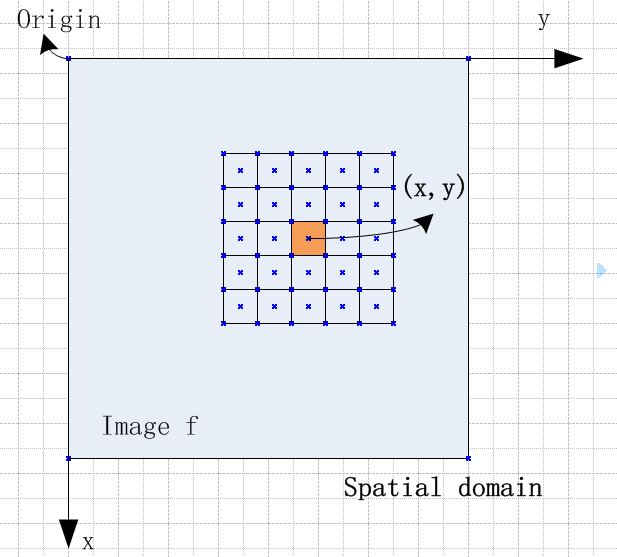 Origin
y
(x,y)
Image f
Spatial domain
x